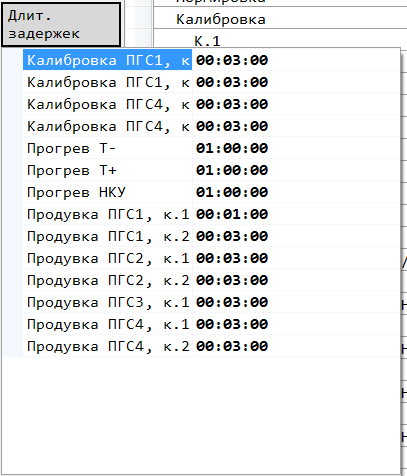 Длит.
задержек
Калибровка
К.1
Калибровка ПГС1, к 00:03:00
Калибровка ПГС1, к 00:03:00
Калибровка ПГС4, к 00:03:00
Калибровка ПГС4, к 00:03:00
Прогрев Т- 01:00:00
Прогрев Т+ 01:00:00
Прогрев НКУ 01:00:00
Продувка ПГС1, к.1 00:01:00
Продувка ПГС1, к.2 00:03:00
Продувка ПГС2, к.1 00:03:00
Продувка ПГС2, к.2 00:03:00
Продувка ПГС3, к.1 00:03:00
Продувка ПГС4, к.1 00:03:00
Продувка ПГС4, к.2 00:03:00